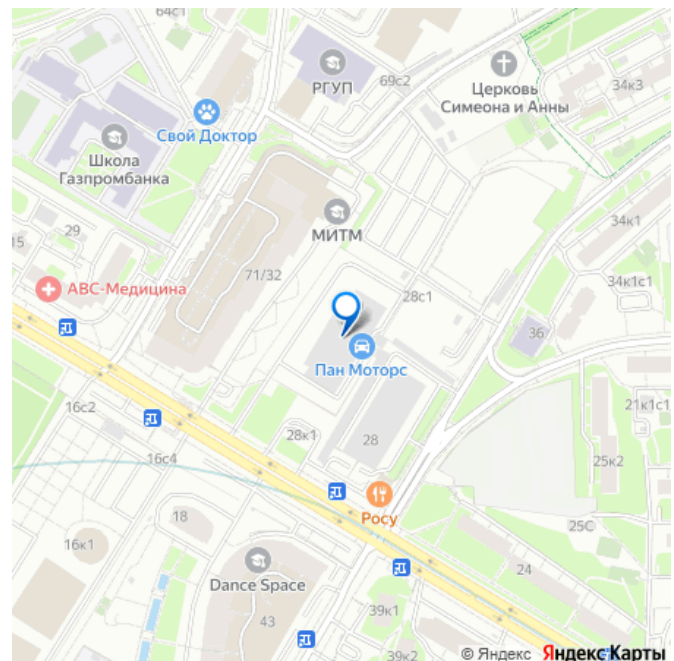 64с1
РГУП
69с2
Церковь
Симеона и Анны
34к3
Свой Доктор
Школа
Газпромбанка
МИТМ
34к1
29
15
71/32
АВС-Медицина
28с1
34к1с1
36
Пан Моторс
16с2
28к1
28
21к1с1
16с4
25к2
Росу
18
25С
16к1
24
Dance Space
43
39к1
39к2
© Яндекс Яндекс Карты